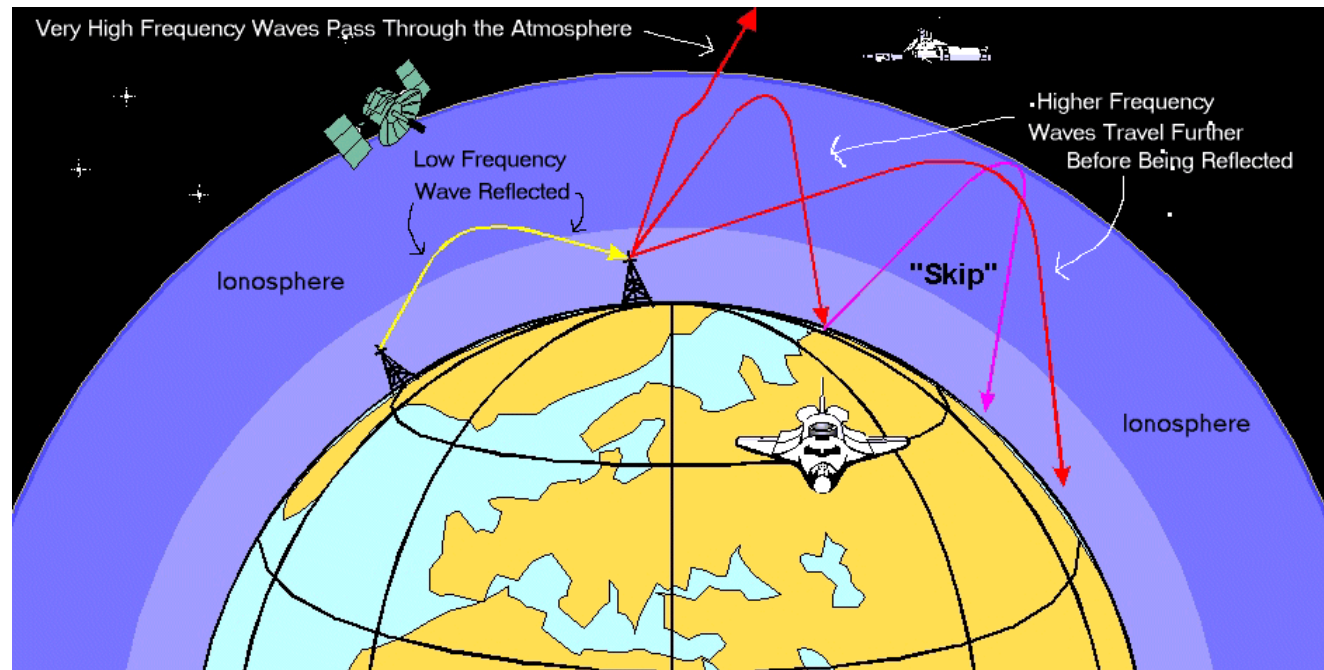 Very High Frequency Waves Pass Through the Atmosphere
Higher Frequency
Waves Travel Further
Before Being Reflected
Low Frequency
Wave Reflected
Ionosphere
"Skip"
Ionosphere